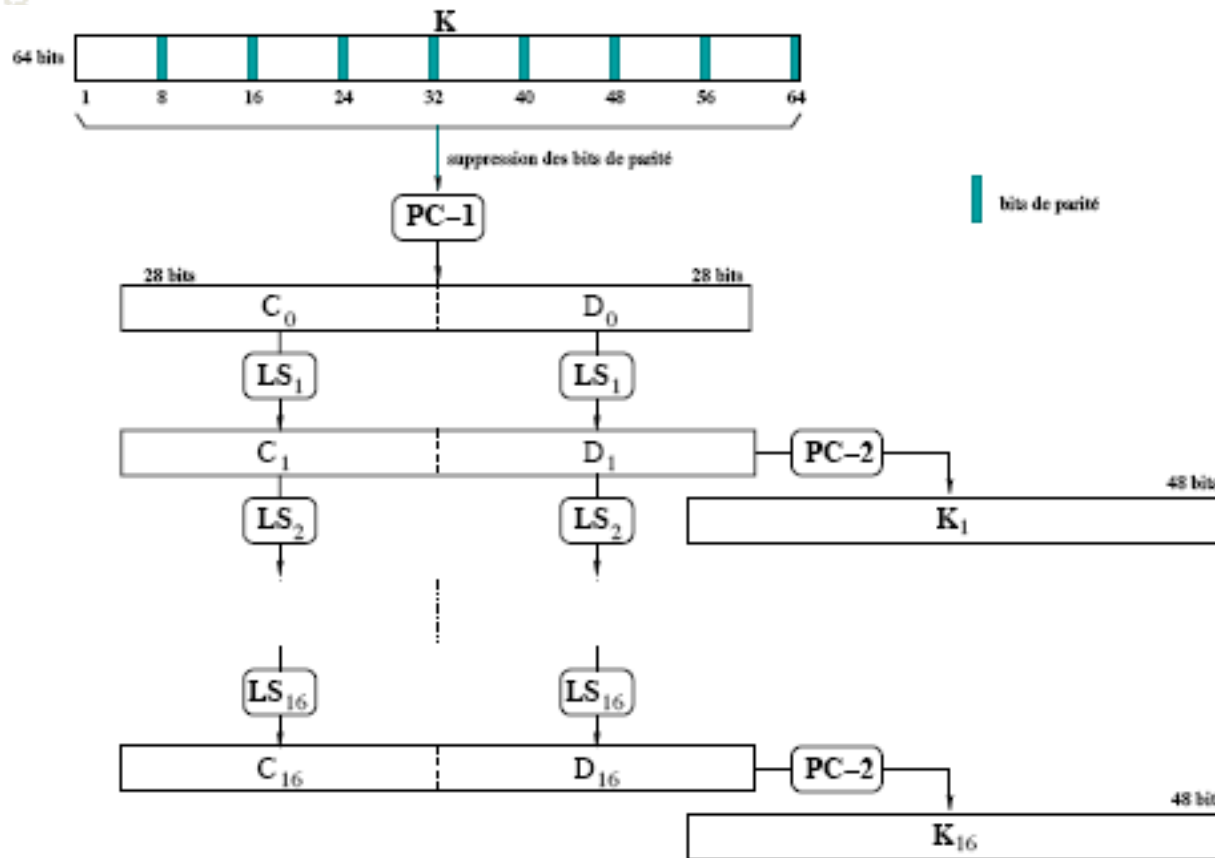 K
64 bits
1 8 16 24 32 40 48 56 64
suppression des bits de parité
bits de parité
PC-1
28 bits 28 bits
C0 D0
LS1 LS1
C1 D1 PC-2
48 bits
LS2 LS2 K1
LS16 LS16
C16 D16 PC-2
48 bits
K16